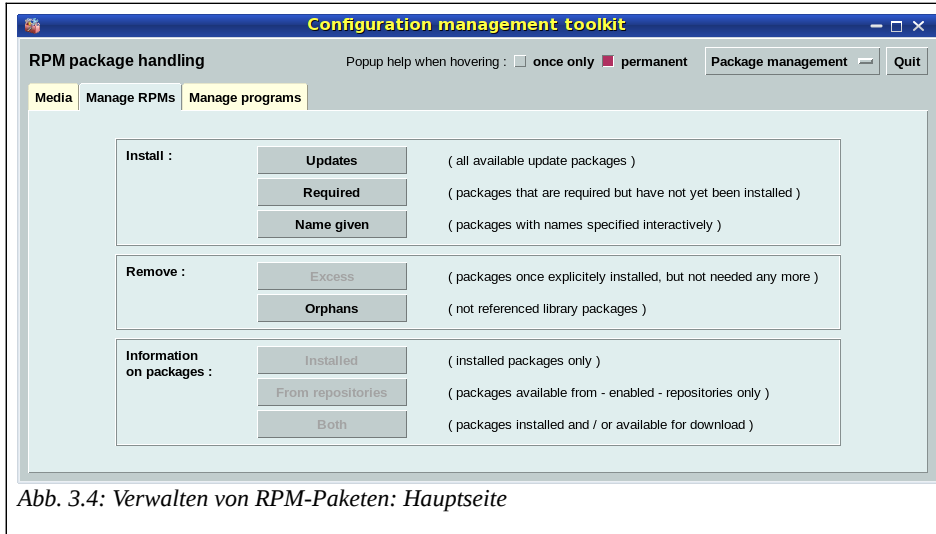 Configuration management toolkit
RPM package handling
Popup help when hovering : once only permanent
Package management
Quit
Media
Manage RPMs
Manage programs
Install :
Updates
( all available update packages )
Required
( packages that are required but have not yet been installed )
Name given
( packages with names specified interactively )
Remove :
Excess
( packages once explicitely installed, but not needed any more )
Orphans
( not referenced library packages )
Information
on packages :
Installed
( installed packages only )
From repositories
( packages available from - enabled - repositories only )
Both
( packages installed and / or available for download )
Abb. 3.4: Verwalten von RPM-Paketen: Hauptseite